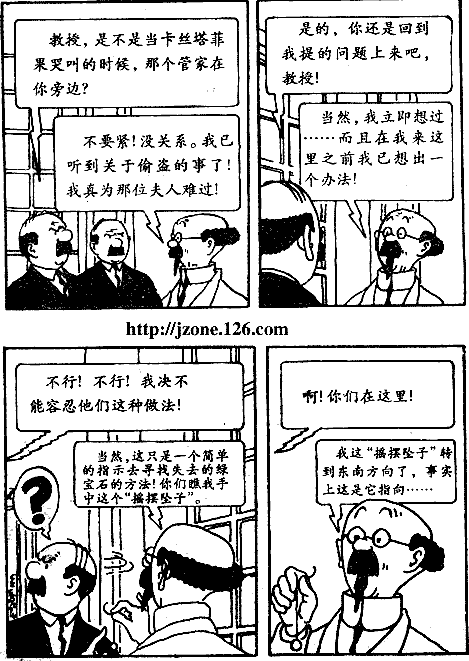 教授，是不是当卡丝塔菲
果哭叫的时候，那个管家在
你旁边？
不要紧！没关系。我已
听到关于偷盗的事了！
我真为那位夫人难过！
是的，你还是回到
我提的问题上来吧，
教授！
当然，我立即想过
……而且在我来这
里之前我已想出一
个办法！
http://jzone.126.com
不行！不行！我决不
能容忍他们这种做法！
当然，这只是一个简单
的指示去寻找失去的绿
宝石的方法！你们瞧我手
中这个“摇摆坠子”。
?
啊！你们在这里！
我这“摇摆坠子”转
到东南方向了，事实
上这是它指向……